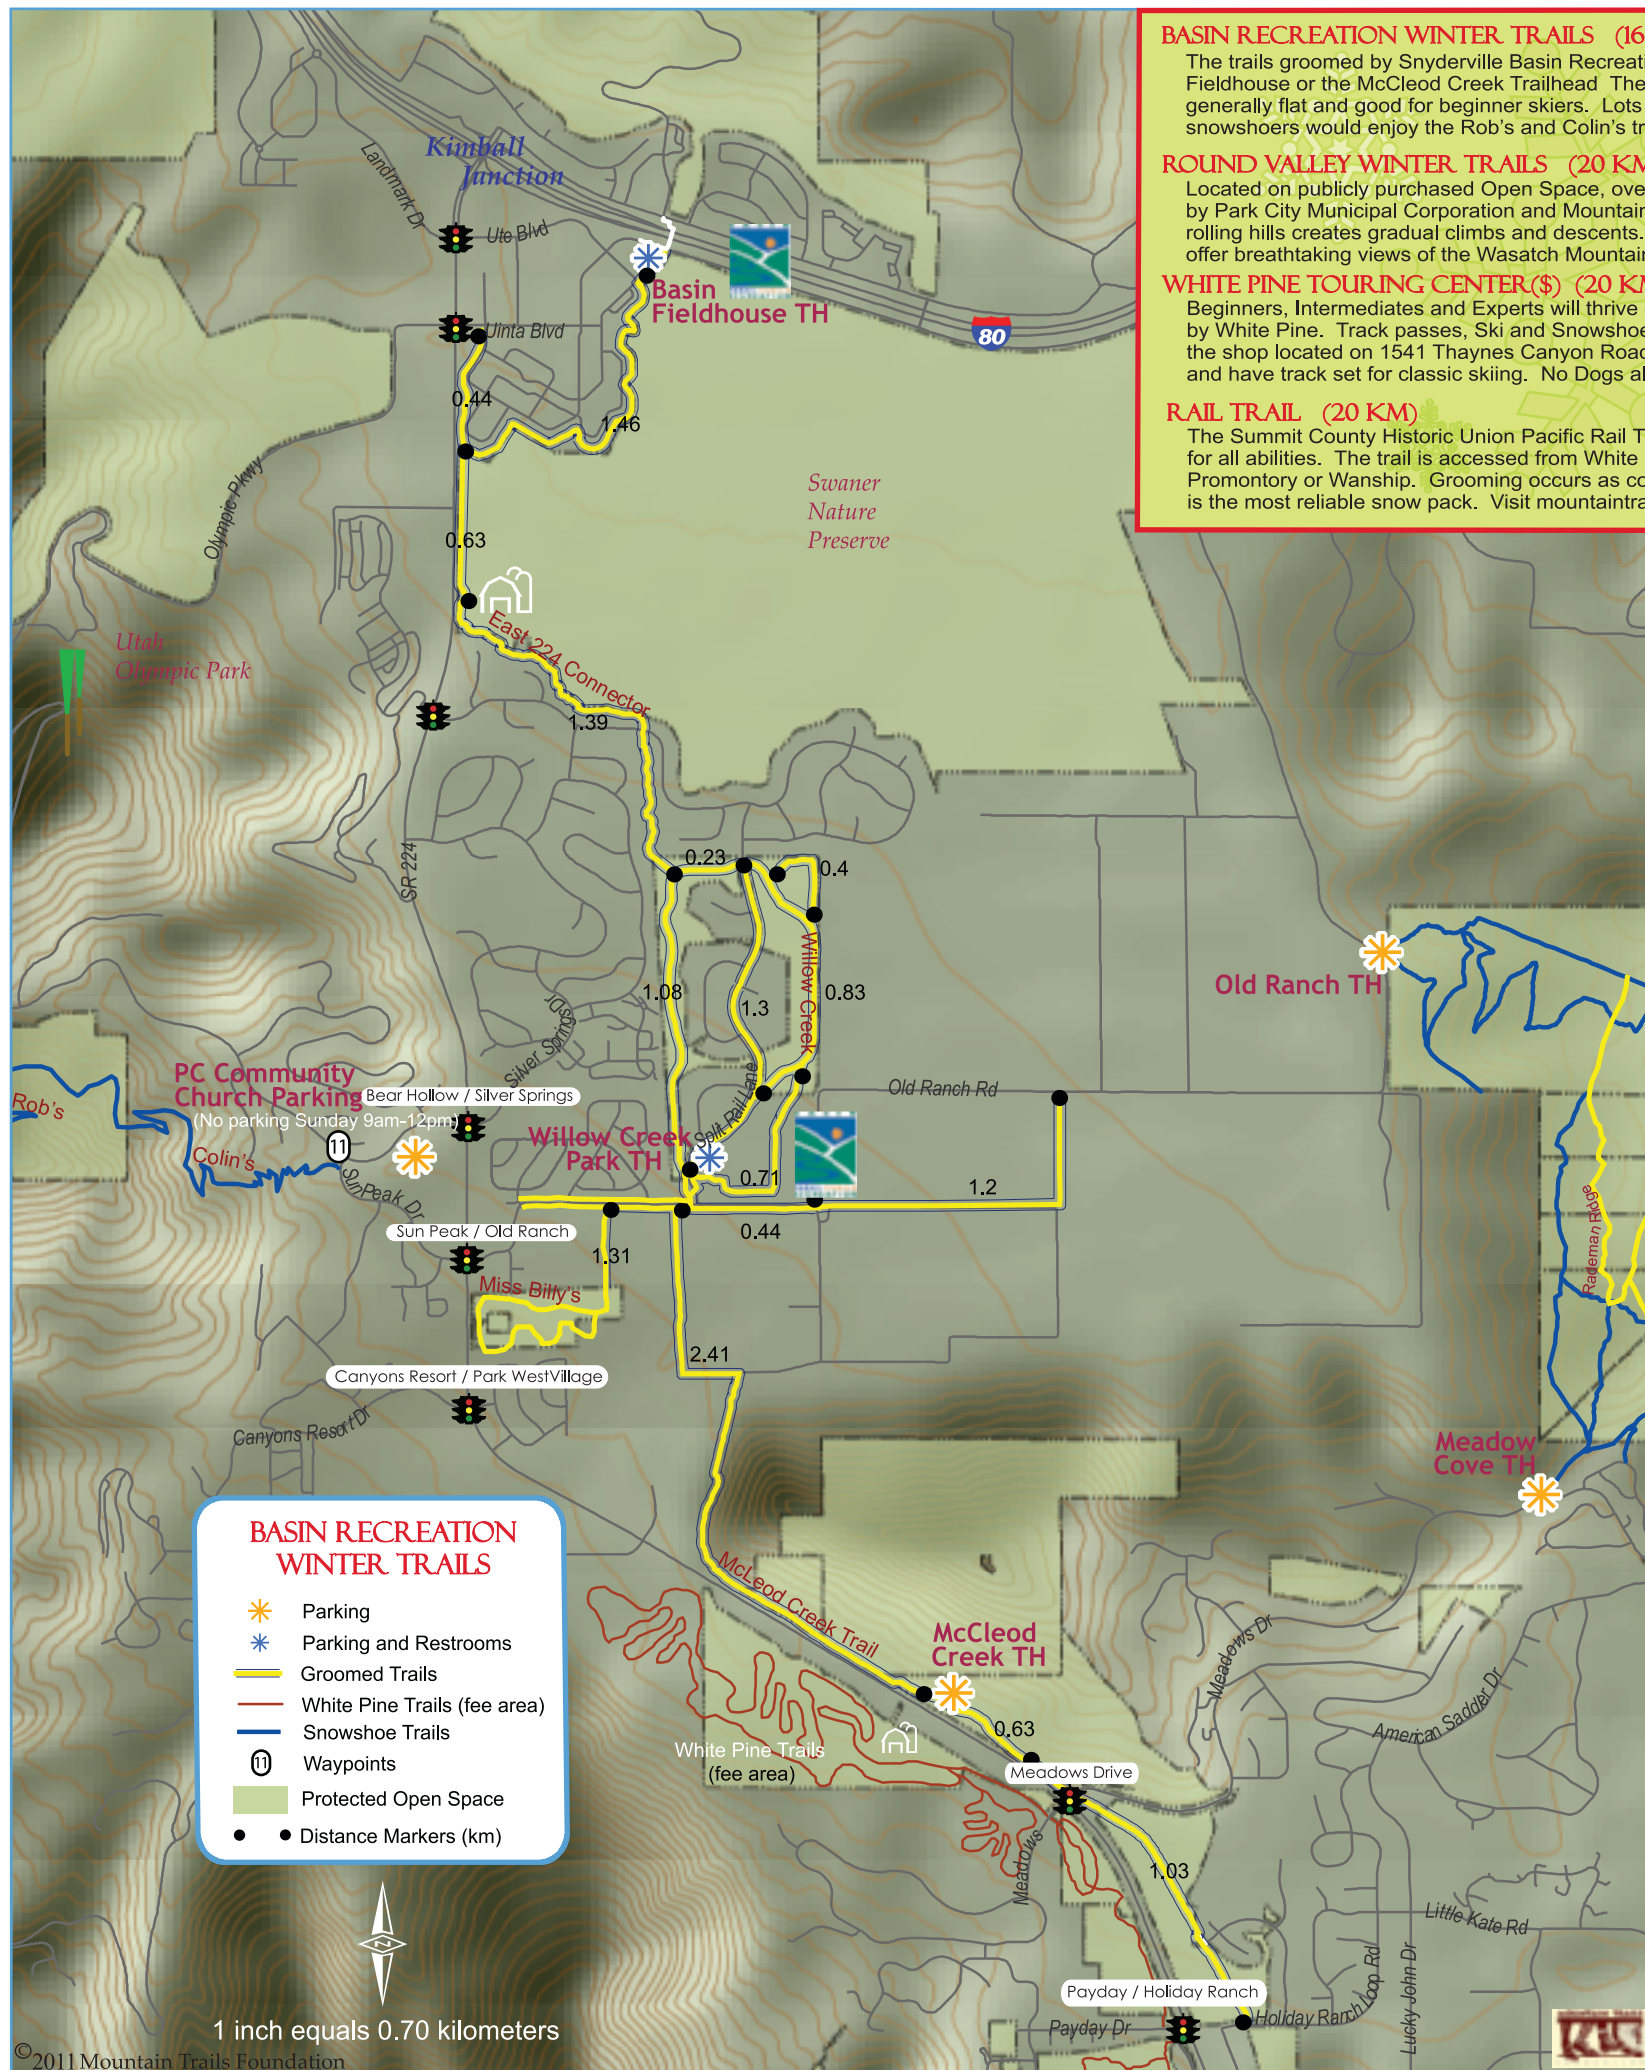 BASIN RECREATION WINTER TRAILS (16
The trails groomed by Snyderville Basin Recreati
Fieldhouse or the McCleod Creek Trailhead The
generally flat and good for beginner skiers. Lots
snowshoers would enjoy the Rob's and Colin's tr
ROUND VALLEY WINTER TRAILS (20 KM
Located on publicly purchased Open Space, ove
by Park City Municipal Corporation and Mountain
rolling hills creates gradual climbs and descents.
offer breathtaking views of the Wasatch Mountain
WHITE PINE TOURING CENTER($) (20 KM
Beginners, Intermediates and Experts will thrive
by White Pine. Track passes, Ski and Snowshoe
the shop located on 1541 Thaynes Canyon Road
and have track set for classic skiing. No Dogs al
RAIL TRAIL (20 KM)
The Summit County Historic Union Pacific Rail T
for all abilities. The trail is accessed from White
Promontory or Wanship. Grooming occurs as co
is the most reliable snow pack. Visit mountaintra
Kimball
Junction
Landmark Dr
Ute Blvd
Basin
Fieldhouse TH
80
Uinta Blvd
0.44
1.46
Olympic Pkwy
Swaner
Nature
Preserve
0.63
East 224 Connector
Utah
Olympic Park
1.39
SR 224
0.23
0.4
Willow Creek
1.08
1.3
0.83
Old Ranch TH
Silver Springs Dr
PC Community
Church Parking
(No parking Sunday 9am-12pm)
Bear Hollow / Silver Springs
Old Ranch Rd
Rob's
Colin's
11
Split Rail Lane
Willow Creek
Park TH
SunPeak Dr
0.71
1.2
0.44
Sun Peak / Old Ranch
1.31
Miss Billy's
Rademan Ridge
2.41
Canyons Resort / Park WestVillage
Canyons Resort Dr
Meadow
Cove TH
McLeod Creek Trail
McCleod
Creek TH
Meadows Dr
American Sadder Dr
0.63
White Pine Trails
(fee area)
Meadows Drive
Meadows
1.03
Little Kate Rd
Payday / Holiday Ranch
Payday Dr
Holiday Ranch Loop Rd
Lucky John Dr
BASIN RECREATION
WINTER TRAILS
Parking
Parking and Restrooms
Groomed Trails
White Pine Trails (fee area)
Snowshoe Trails
11 Waypoints
Protected Open Space
Distance Markers (km)
N
1 inch equals 0.70 kilometers
©2011 Mountain Trails Foundation